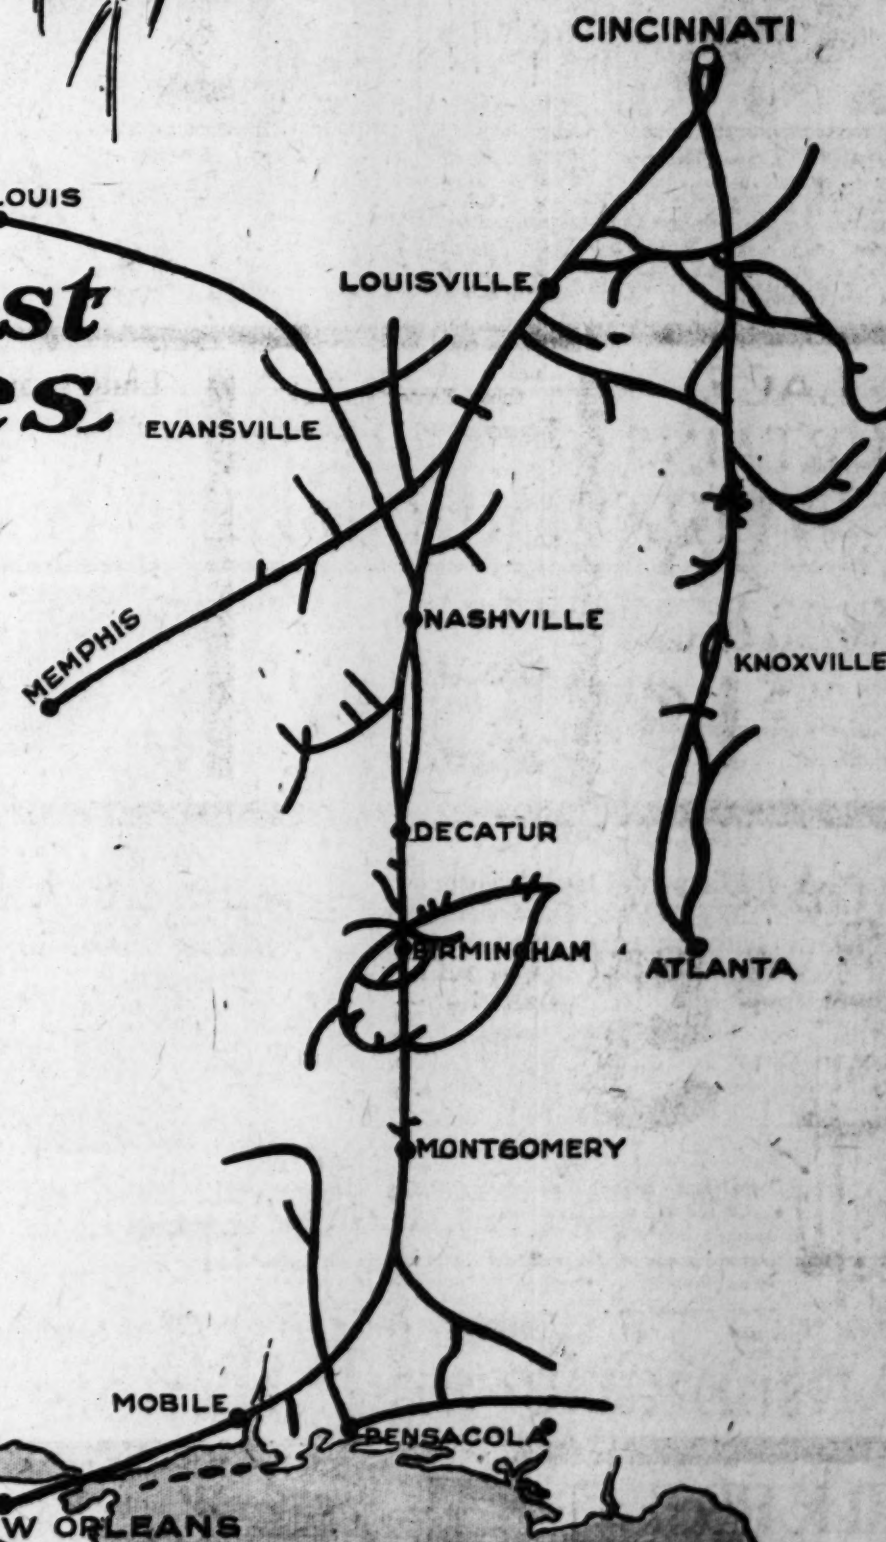 CINCINNATI
LOUIS
LOUISVILLE
st
es
EVANSVILLE
NASHVILLE
MEMPHIS
KNOXVILLE
DECATUR
BIRMINGHAM
ATLANTA
MONTGOMERY
MOBILE
PENSACOLA
W ORLEANS